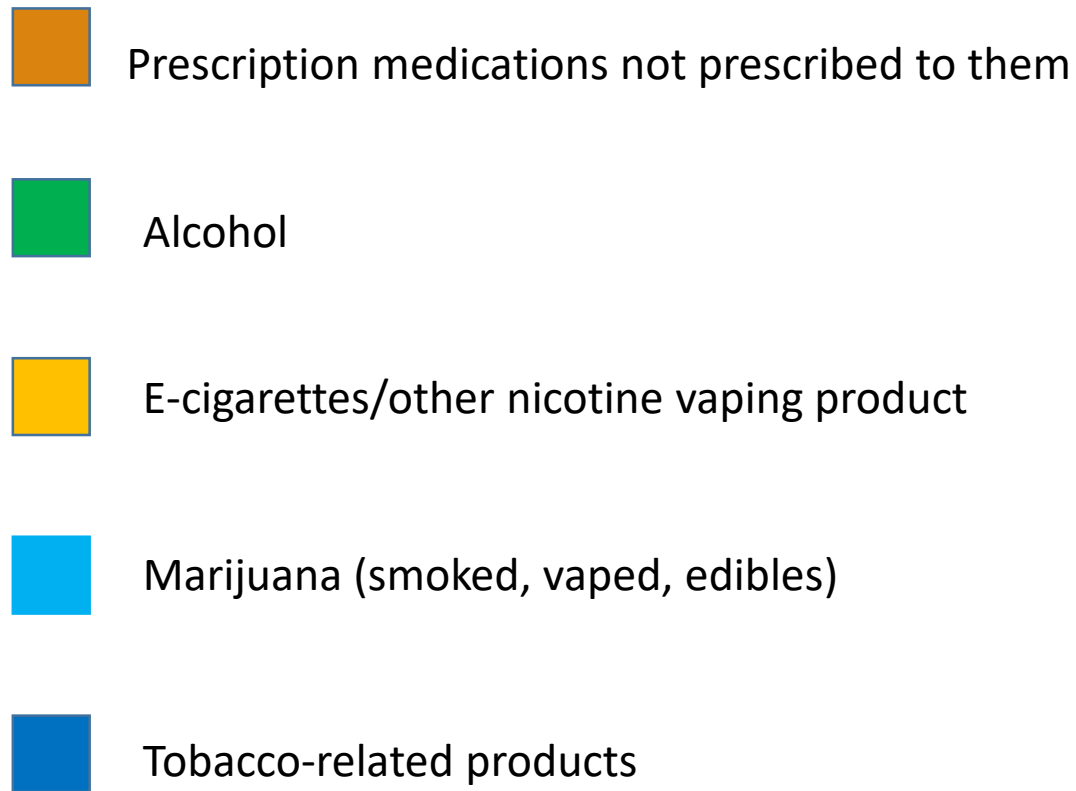 Prescription medications not prescribed to them
Alcohol
E-cigarettes/other nicotine vaping product
Marijuana (smoked, vaped, edibles)
Tobacco-related products